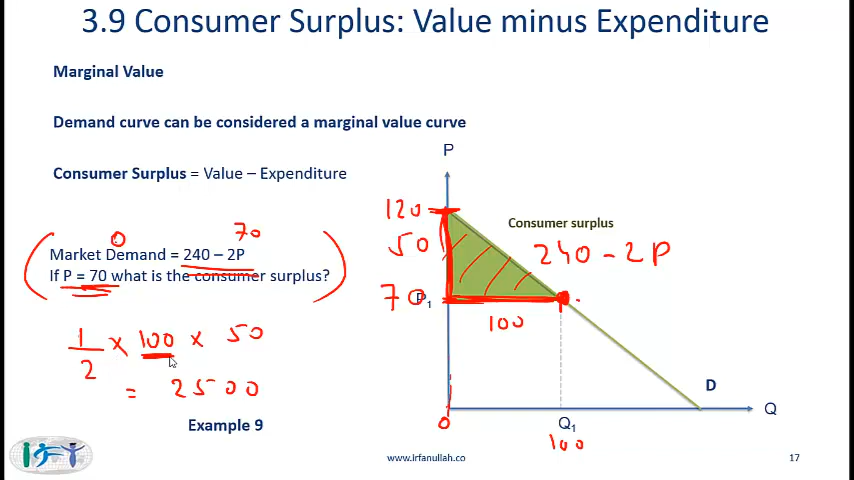 3.9 Consumer Surplus: Value minus Expenditure
Marginal Value
Demand curve can be considered a marginal value curve
P
Consumer Surplus = Value – Expenditure
120
Consumer surplus
0 70
50
240 - 2P
Market Demand = 240 – 2P
If P = 70 what is the consumer surplus?
70 P1
100
1/2 × 100 × 50
= 2500
D
Q
0
Q1
100
Example 9
www.irfanullah.co
17